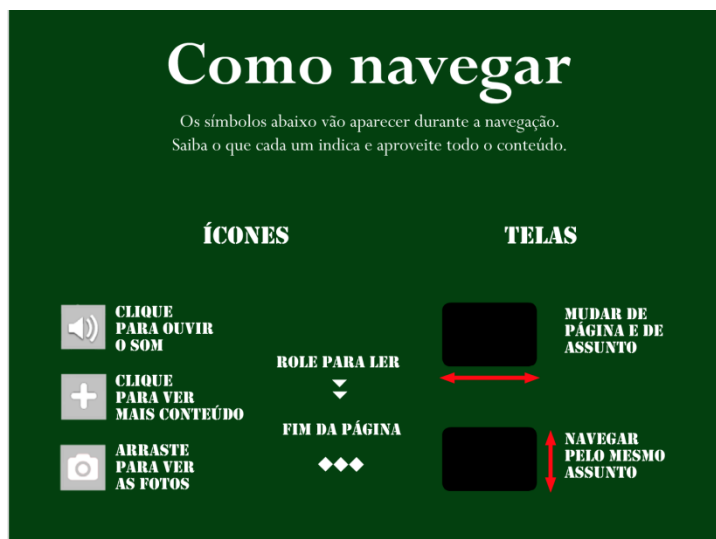 Como navegar
Os símbolos abaixo vão aparecer durante a navegação.
Saiba o que cada um indica e aproveite todo o conteúdo.
ÍCONES
CLIQUE
PARA OUVIR
O SOM
CLIQUE
PARA VER
MAIS CONTEÚDO
ARRASTE
PARA VER
AS FOTOS
ROLE PARA LER
FIM DA PÁGINA
TELAS
MUDAR DE
PÁGINA E DE
ASSUNTO
NAVEGAR
PELO MESMO
ASSUNTO